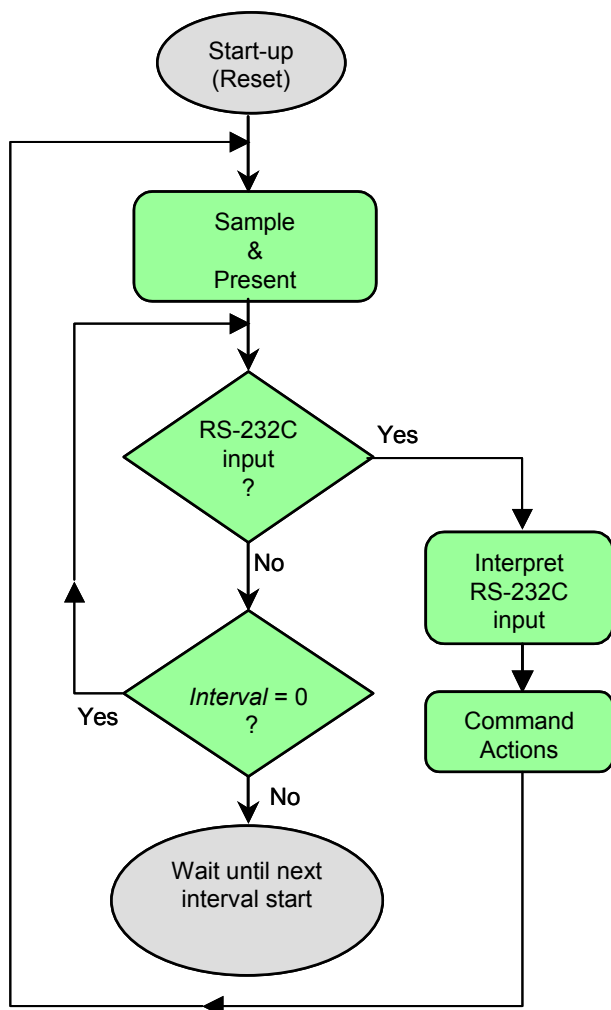 Start-up
(Reset)
Sample
&
Present
RS-232C
input
?
Yes
No
Interpret
RS-232C
input
Interval = 0
?
Yes
Command
Actions
No
Wait until next
interval start